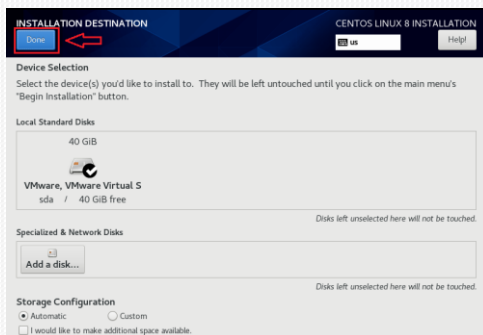 INSTALLATION DESTINATION
CENTOS LINUX 8 INSTALLATION
Done
us
Help!
Device Selection
Select the device(s) you'd like to install to. They will be left untouched until you click on the main menu's
"Begin Installation" button.
Local Standard Disks
40 GiB
VMware, VMware Virtual S
sda / 40 GiB free
Disks left unselected here will not be touched.
Specialized & Network Disks
Add a disk...
Disks left unselected here will not be touched.
Storage Configuration
Automatic Custom
I would like to make additional space available.